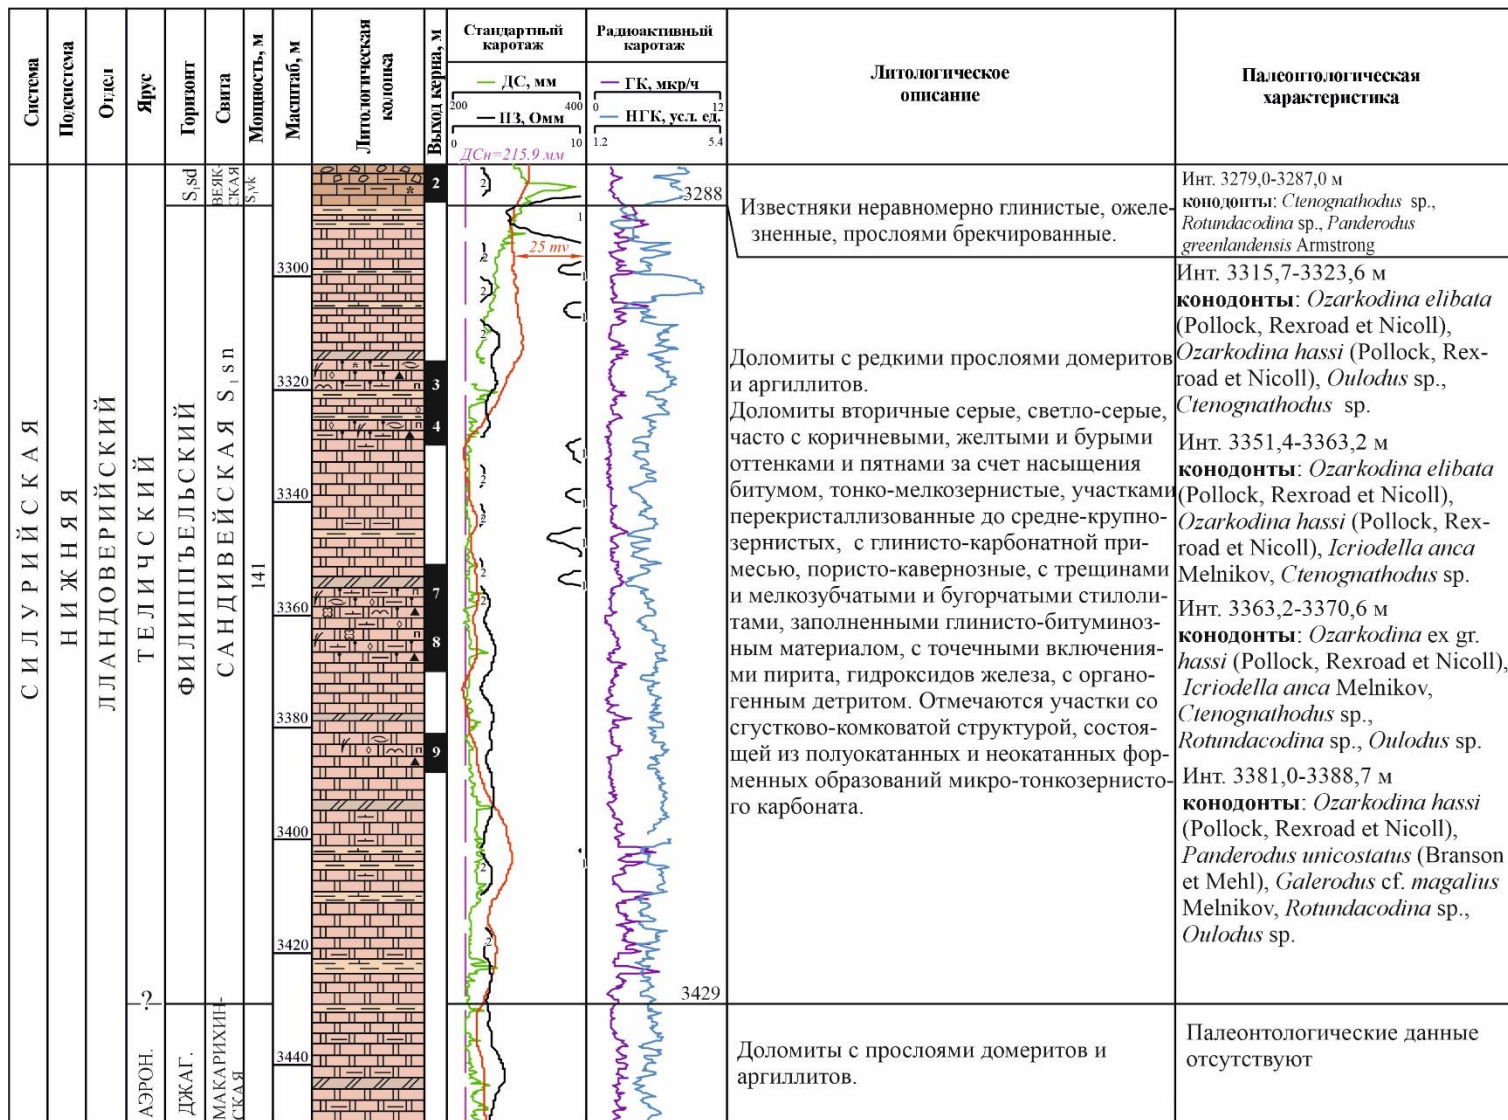 Система
Подсистема
Отдел
Ярус
Горизонт
Свита
Мощность, м
Масштаб, м
Литологическая
колонка
Выход керна, м
Стандартный
каротаж
ДС, мм
200 400
ПЗ, Омм
0 10
Радиоактивный
каротаж
ГК, мкр/ч
0 12
НГК, усл. ед.
1.2 5.4
Литологическое
описание
Палеонтологическая
характеристика
СИЛУРИЙСКАЯ
НИЖНЯЯ
ЛЛАНДОВЕРИЙСКИЙ
ТЕЛИЧСКИЙ
?
АЭРОН.
S₁sd
ФИЛИППЪЕЛЬСКИЙ
ДЖАГ.
ВЕЯК-
СКАЯ
S₁vk
САНДИВЕЙСКАЯ S₁sn
МАКАРИХИН-
СКАЯ
141
3300
3320
3340
3360
3380
3400
3420
3440
2
3
4
7
8
9
ДСн=215.9 мм
25 mv
3288
3429
Известняки неравномерно глинистые, ожеле-
зненные, прослоями брекчированные.
Доломиты с редкими прослоями домеритов
и аргиллитов.
Доломиты вторичные серые, светло-серые,
часто с коричневыми, желтыми и бурыми
оттенками и пятнами за счет насыщения
битумом, тонко-мелкозернистые, участками
перекристаллизованные до средне-крупно-
зернистых, с глинисто-карбонатной при-
месью, пористо-кавернозные, с трещинами
и мелкозубчатыми и бугорчатыми стилоли-
тами, заполненными глинисто-битуминоз-
ным материалом, с точечными включения-
ми пирита, гидроксидов железа, с органо-
генным детритом. Отмечаются участки со
сгустково-комковатой структурой, состоя-
щей из полуокатанных и неокатанных фор-
менных образований микро-тонкозернисто-
го карбоната.
Доломиты с прослоями домеритов и
аргиллитов.
Инт. 3279,0-3287,0 м
конодонты: Ctenognathodus sp.,
Rotundacodina sp., Panderodus
greenlandensis Armstrong
Инт. 3315,7-3323,6 м
конодонты: Ozarkodina elibata
(Pollock, Rexroad et Nicoll),
Ozarkodina hassi (Pollock, Rex-
road et Nicoll), Oulodus sp.,
Ctenognathodus sp.
Инт. 3351,4-3363,2 м
конодонты: Ozarkodina elibata
(Pollock, Rexroad et Nicoll),
Ozarkodina hassi (Pollock, Rex-
road et Nicoll), Icriodella anca
Melnikov, Ctenognathodus sp.
Инт. 3363,2-3370,6 м
конодонты: Ozarkodina ex gr.
hassi (Pollock, Rexroad et Nicoll),
Icriodella anca Melnikov,
Ctenognathodus sp.,
Rotundacodina sp., Oulodus sp.
Инт. 3381,0-3388,7 м
конодонты: Ozarkodina hassi
(Pollock, Rexroad et Nicoll),
Panderodus unicostatus (Branson
et Mehl), Galerodus cf. magalius
Melnikov, Rotundacodina sp.,
Oulodus sp.
Палеонтологические данные
отсутствуют